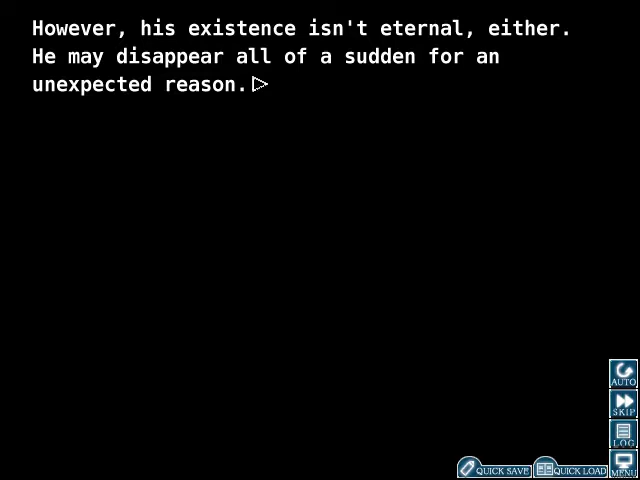 However, his existence isn't eternal, either.
He may disappear all of a sudden for an
unexpected reason.
AUTO
SKIP
LOG
QUICK SAVE
QUICK LOAD
MENU